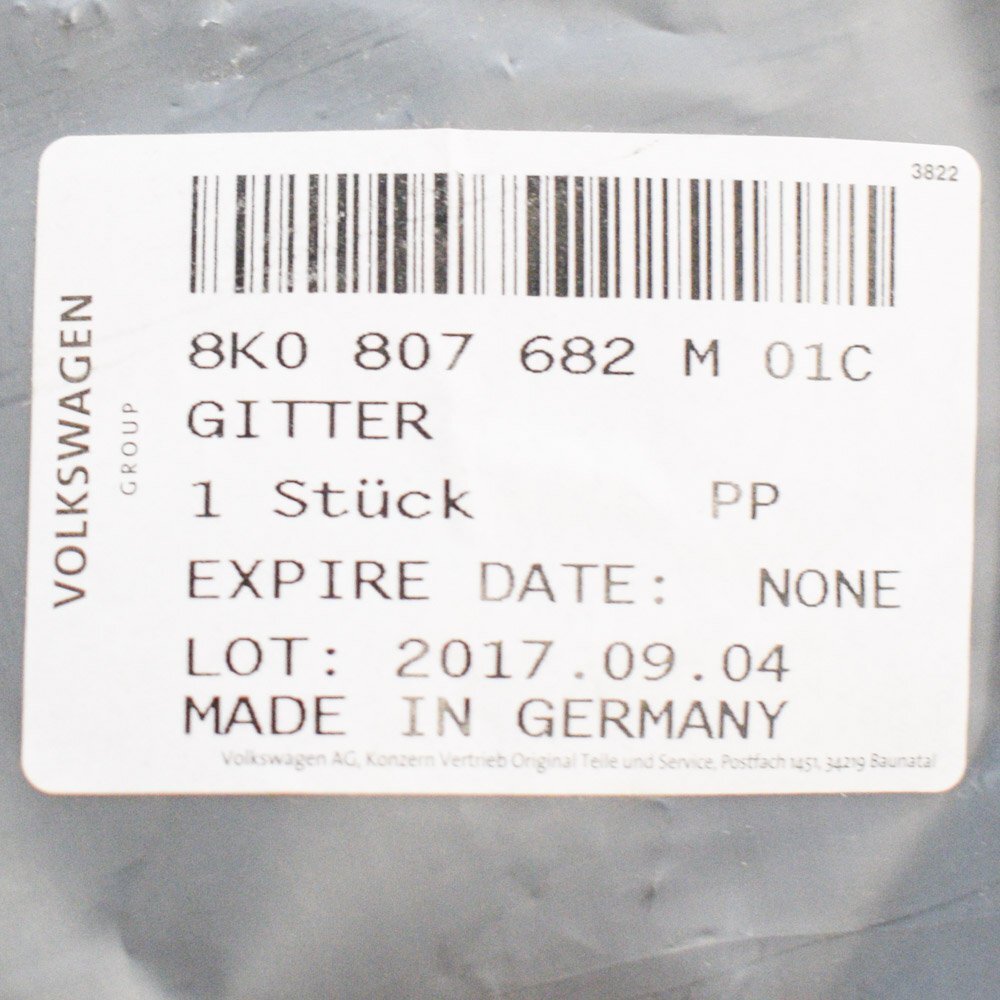 3822
8K0 807 682 M 01C
GITTER
1 Stück PP
EXPIRE DATE: NONE
LOT: 2017.09.04
MADE IN GERMANY
Volkswagen AG, Konzern Vertrieb Original Teile und Service, Postfach 1451, 34219 Baunatal
VOLKSWAGEN
GROUP